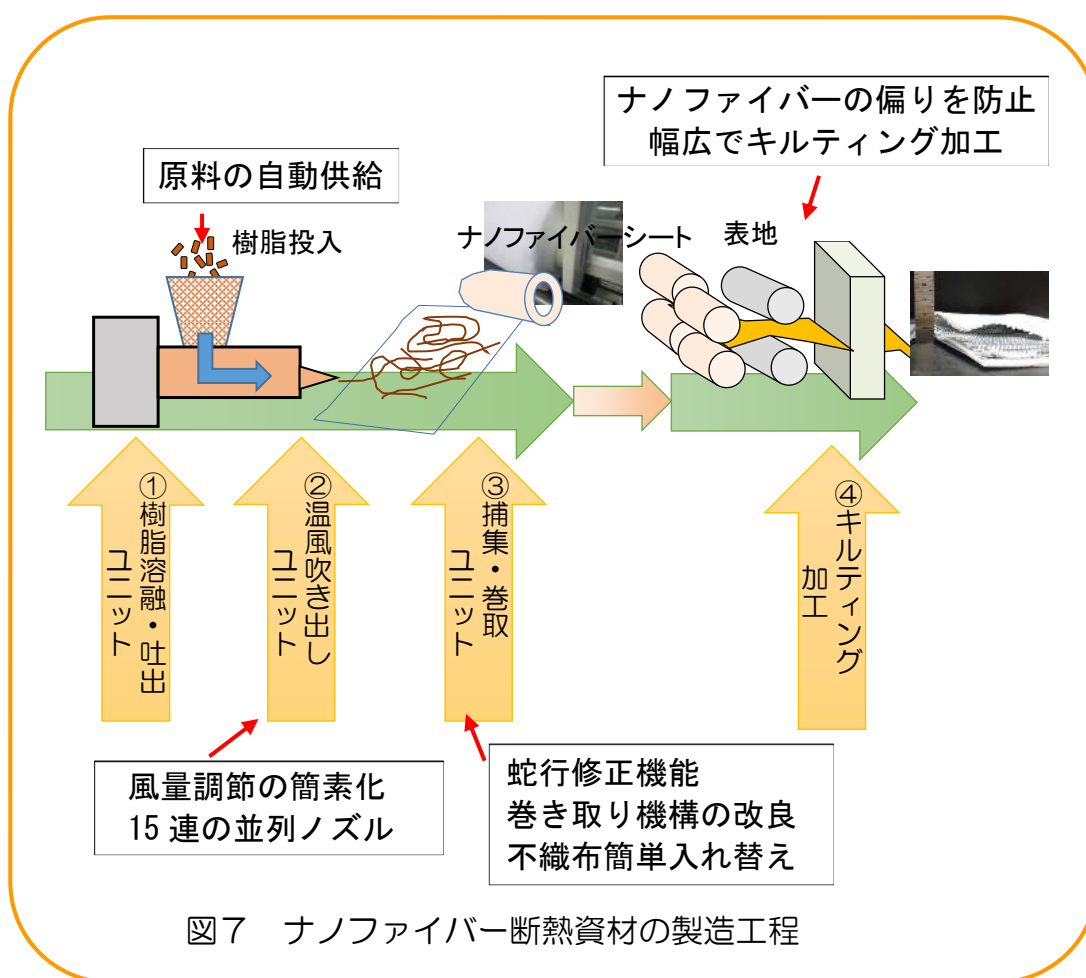 ナノファイバーの偏りを防止
幅広でキルティング加工
原料の自動供給
樹脂投入
ナノファイバーシート
表地
①樹脂溶融・吐出
ユニット
②温風吹き出し
ユニット
③捕集・巻取
ユニット
④キルティング
加工
風量調節の簡素化
15連の並列ノズル
蛇行修正機能
巻き取り機構の改良
不織布簡単入れ替え
図7 ナノファイバー断熱資材の製造工程